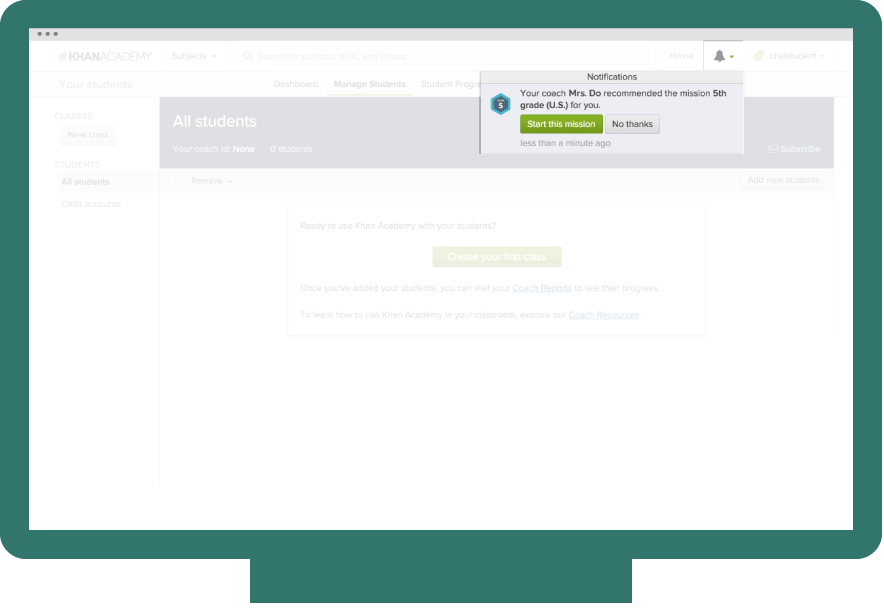 KHANACADEMY
Subjects
Search for subjects, skills, and videos
Home
chaistudent
Notifications
Your coach Mrs. Do recommended the mission 5th
grade (U.S.) for you.
Start this mission
No thanks
less than a minute ago
5
Your students
Dashboard
Manage Students
Student Progr
CLASSES
New class
STUDENTS
All students
Child accounts
All students
Your coach id: None
0 students
Subscribe
Remove
Add new students
Ready to use Khan Academy with your students?
Create your first class
Once you've added your students, you can visit your Coach Reports to see their progress.
To learn how to use Khan Academy in your classroom, explore our Coach Resources.